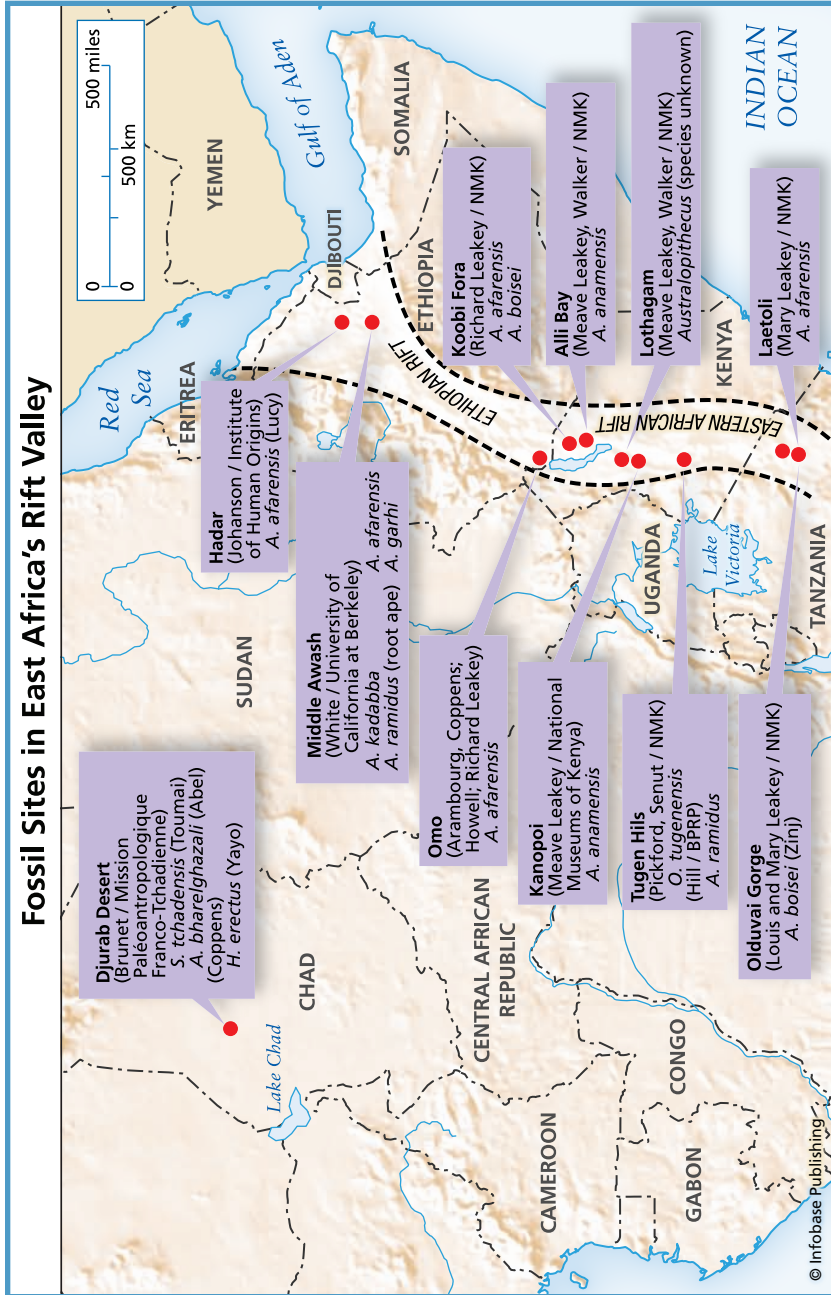 Fossil Sites in East Africa's Rift Valley
0 500 miles
0 500 km
YEMEN
Gulf of Aden
Red
Sea
ERITREA
DJIBOUTI
SOMALIA
ETHIOPIA
SUDAN
CHAD
Lake Chad
CENTRAL AFRICAN
REPUBLIC
CAMEROON
GABON
CONGO
UGANDA
Lake
Victoria
KENYA
TANZANIA
INDIAN
OCEAN
ETHIOPIAN RIFT
EASTERN AFRICAN RIFT
Djurab Desert
(Brunet / Mission
Paléoantropologique
Franco-Tchadienne)
S. tchadensis (Toumai)
A. bharelghazali (Abel)
(Coppens)
H. erectus (Yayo)
Hadar
(Johanson / Institute
of Human Origins)
A. afarensis (Lucy)
Middle Awash
(White / University of
California at Berkeley)
A. kadabba A. afarensis
A. ramidus (root ape) A. garhi
Omo
(Arambourg, Coppens;
Howell; Richard Leakey)
A. afarensis
Koobi Fora
(Richard Leakey / NMK)
A. afarensis
A. boisei
Alli Bay
(Meave Leakey, Walker / NMK)
A. anamensis
Kanopoi
(Meave Leakey / National
Museums of Kenya)
A. anamensis
Lothagam
(Meave Leakey, Walker / NMK)
Australopithecus (species unknown)
Tugen Hils
(Pickford, Senut / NMK)
O. tugenensis
(Hill / BPRP)
A. ramidus
Olduvai Gorge
(Louis and Mary Leakey / NMK)
A. boisei (Zinj)
Laetoli
(Mary Leakey / NMK)
A. afarensis
© Infobase Publishing